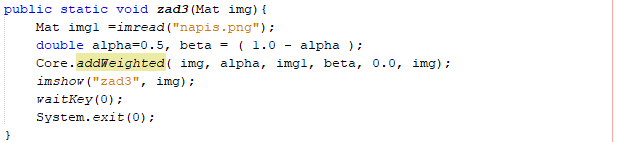 public static void zad3(Mat img){
Mat img1 =imread("napis.png");
double alpha=0.5, beta = ( 1.0 - alpha );
Core.addWeighted( img, alpha, img1, beta, 0.0, img);
imshow("zad3", img);
waitKey(0);
System.exit(0);
}